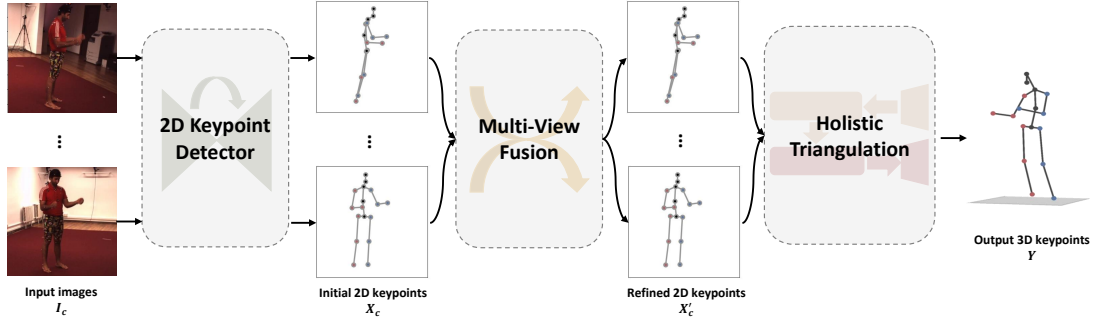 2D Keypoint
Detector
Multi-View
Fusion
Holistic
Triangulation
Input images
I_c
Initial 2D keypoints
X_c
Refined 2D keypoints
X'_c
Output 3D keypoints
Y